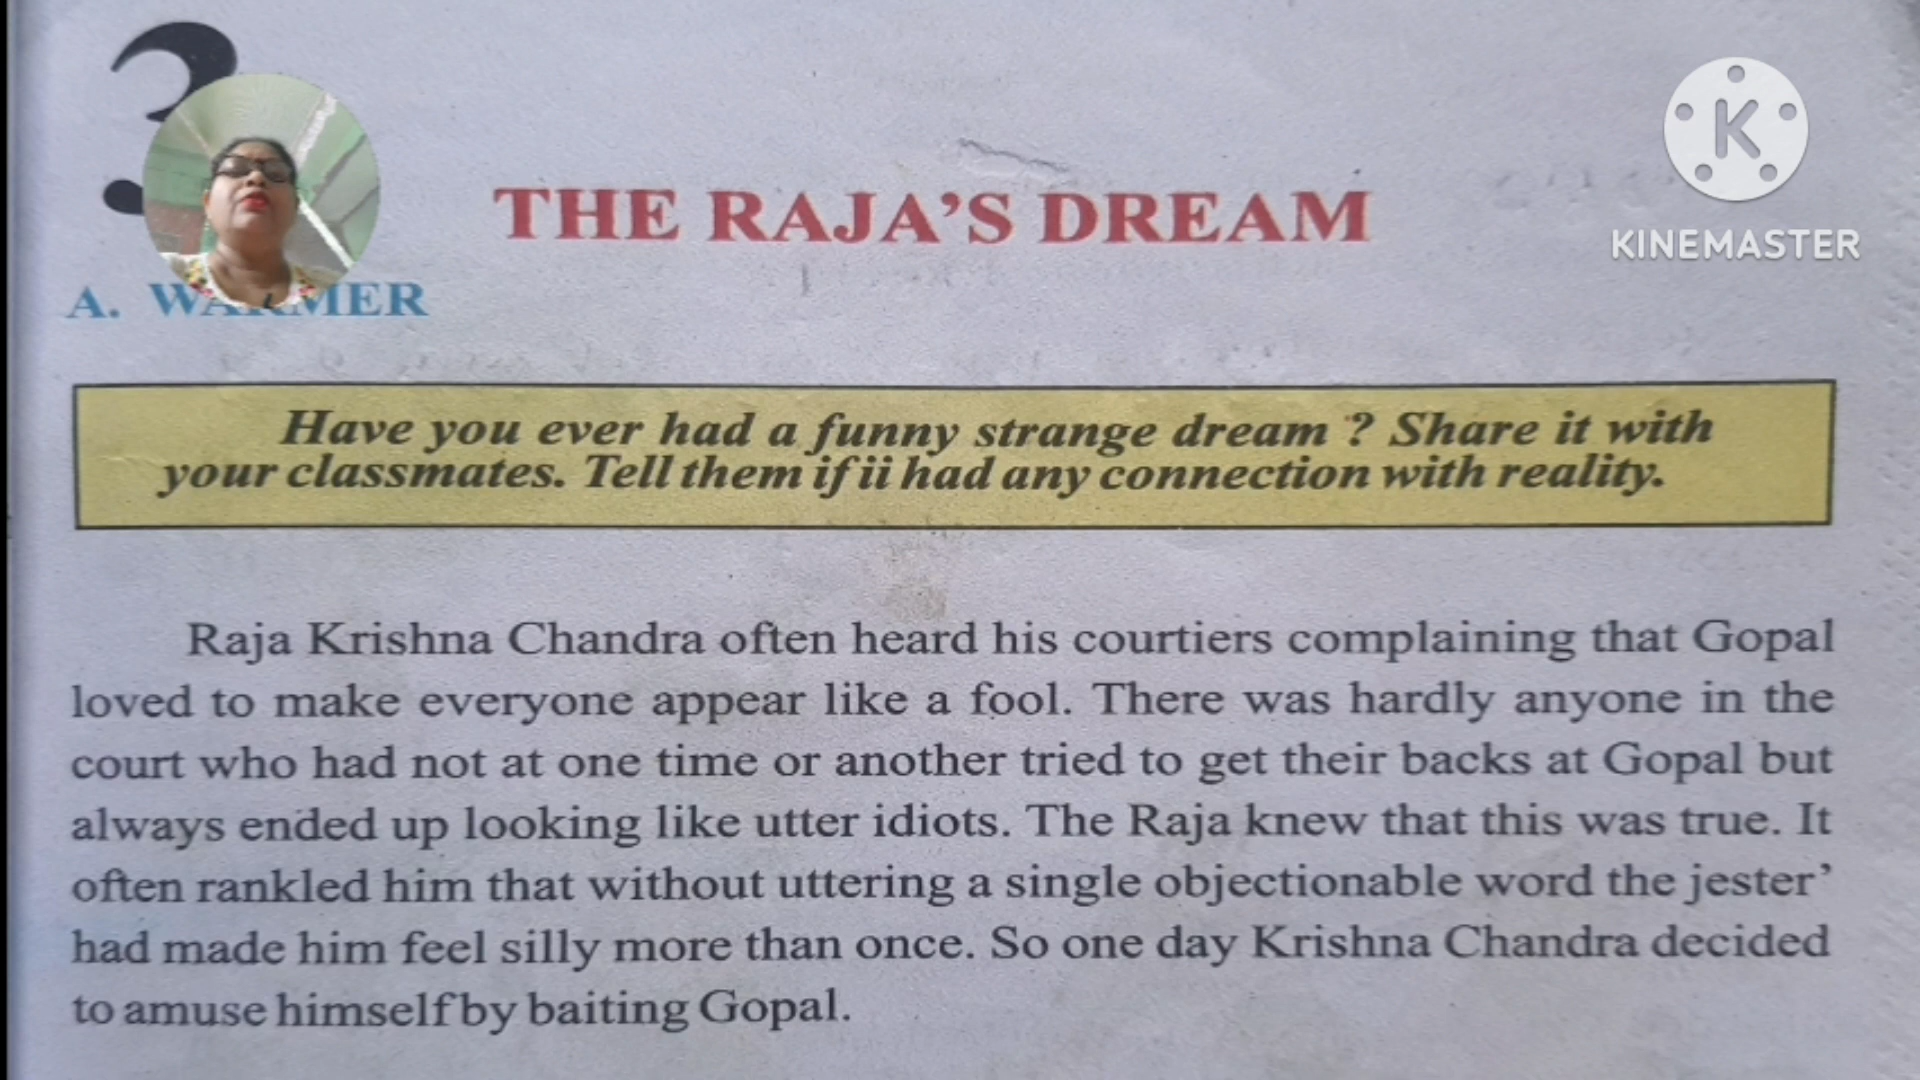 THE RAJA'S DREAM
KINEMASTER
A. WARMER
Have you ever had a funny strange dream ? Share it with
your classmates. Tell them if ii had any connection with reality.
Raja Krishna Chandra often heard his courtiers complaining that Gopal
loved to make everyone appear like a fool. There was hardly anyone in the
court who had not at one time or another tried to get their backs at Gopal but
always ended up looking like utter idiots. The Raja knew that this was true. It
often rankled him that without uttering a single objectionable word the jester’
had made him feel silly more than once. So one day Krishna Chandra decided
to amuse himself by baiting Gopal.